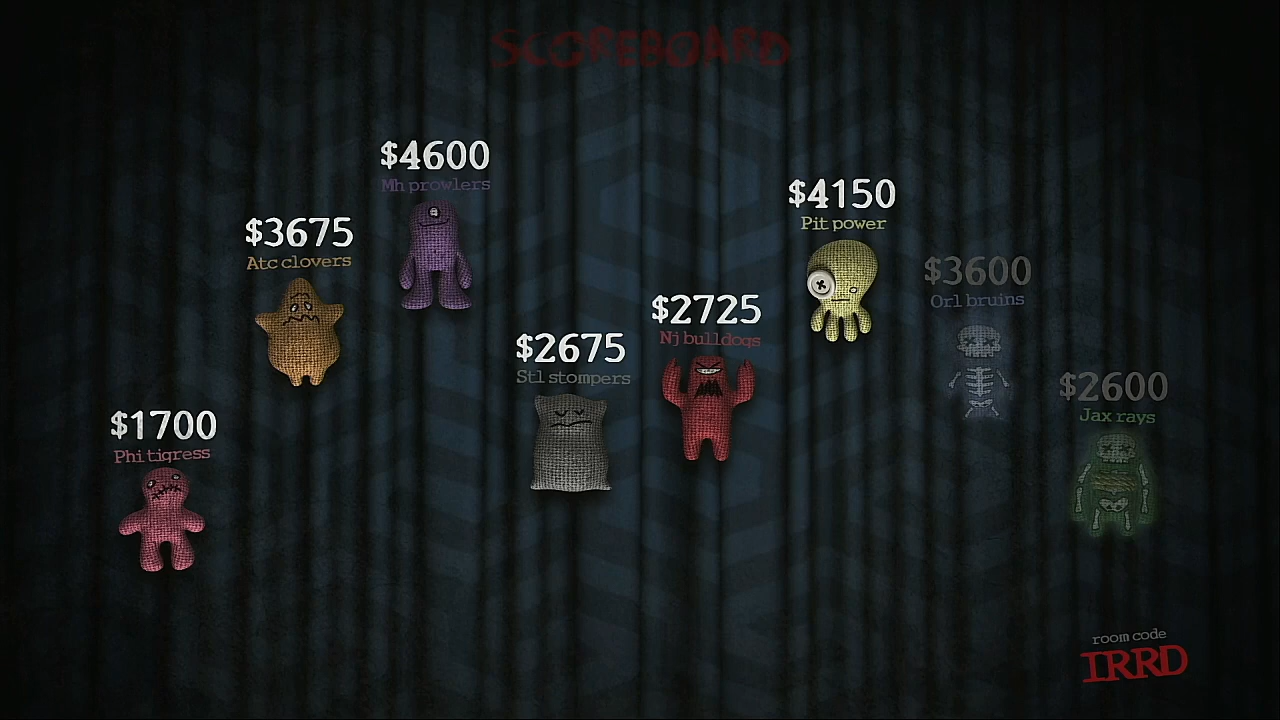 SCOREBOARD
$4600
Mh prowlers
$4150
Pit power
$3675
Atc clovers
$3600
Orl bruins
$2725
Nj bulldogs
$2675
Stl stompers
$2600
Jax rays
$1700
Phi tigress
room code
IRRD